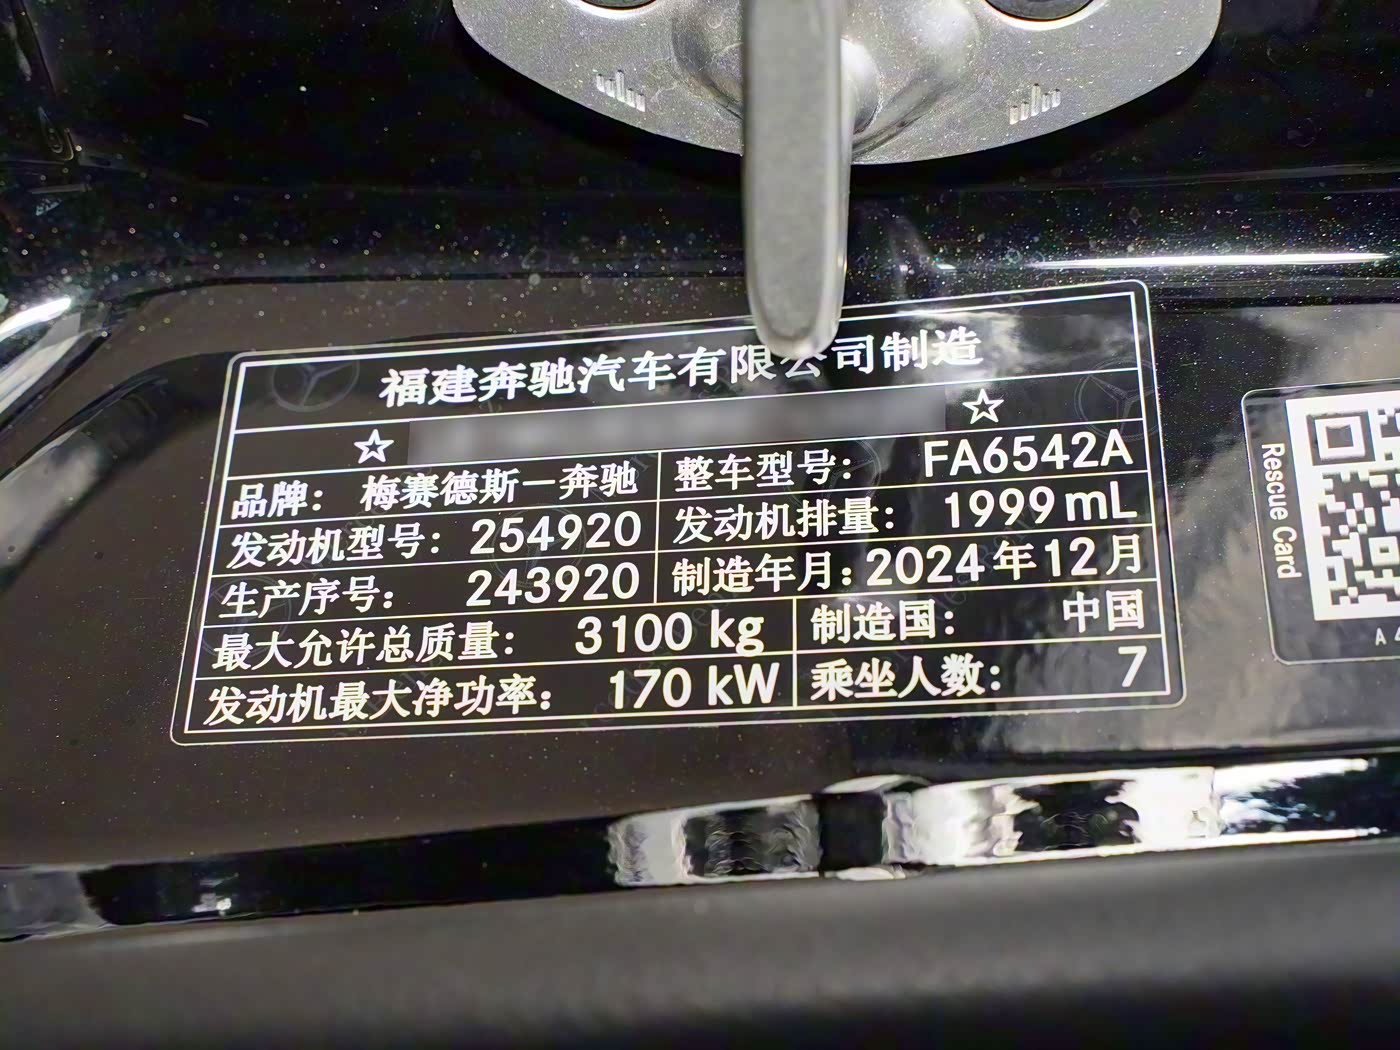 福建奔驰汽车有限公司制造
☆ ☆
品牌： 梅赛德斯－奔驰 整车型号： FA6542A
发动机型号： 254920 发动机排量： 1999 mL
生产序号： 243920 制造年月：2024年12月
最大允许总质量： 3100 kg 制造国： 中国
发动机最大净功率： 170 kW 乘坐人数： 7
Rescue Card